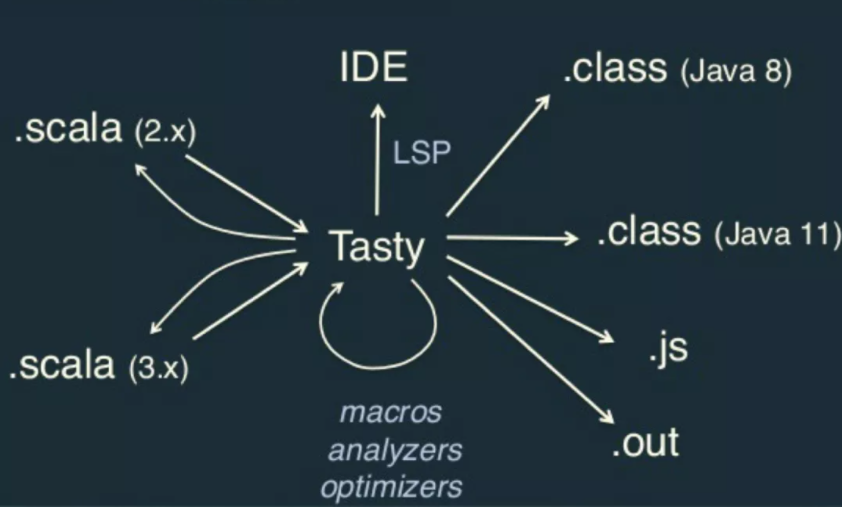 IDE
.class (Java 8)
.scala (2.x)
LSP
Tasty
.class (Java 11)
.scala (3.x)
.js
macros
analyzers
optimizers
.out